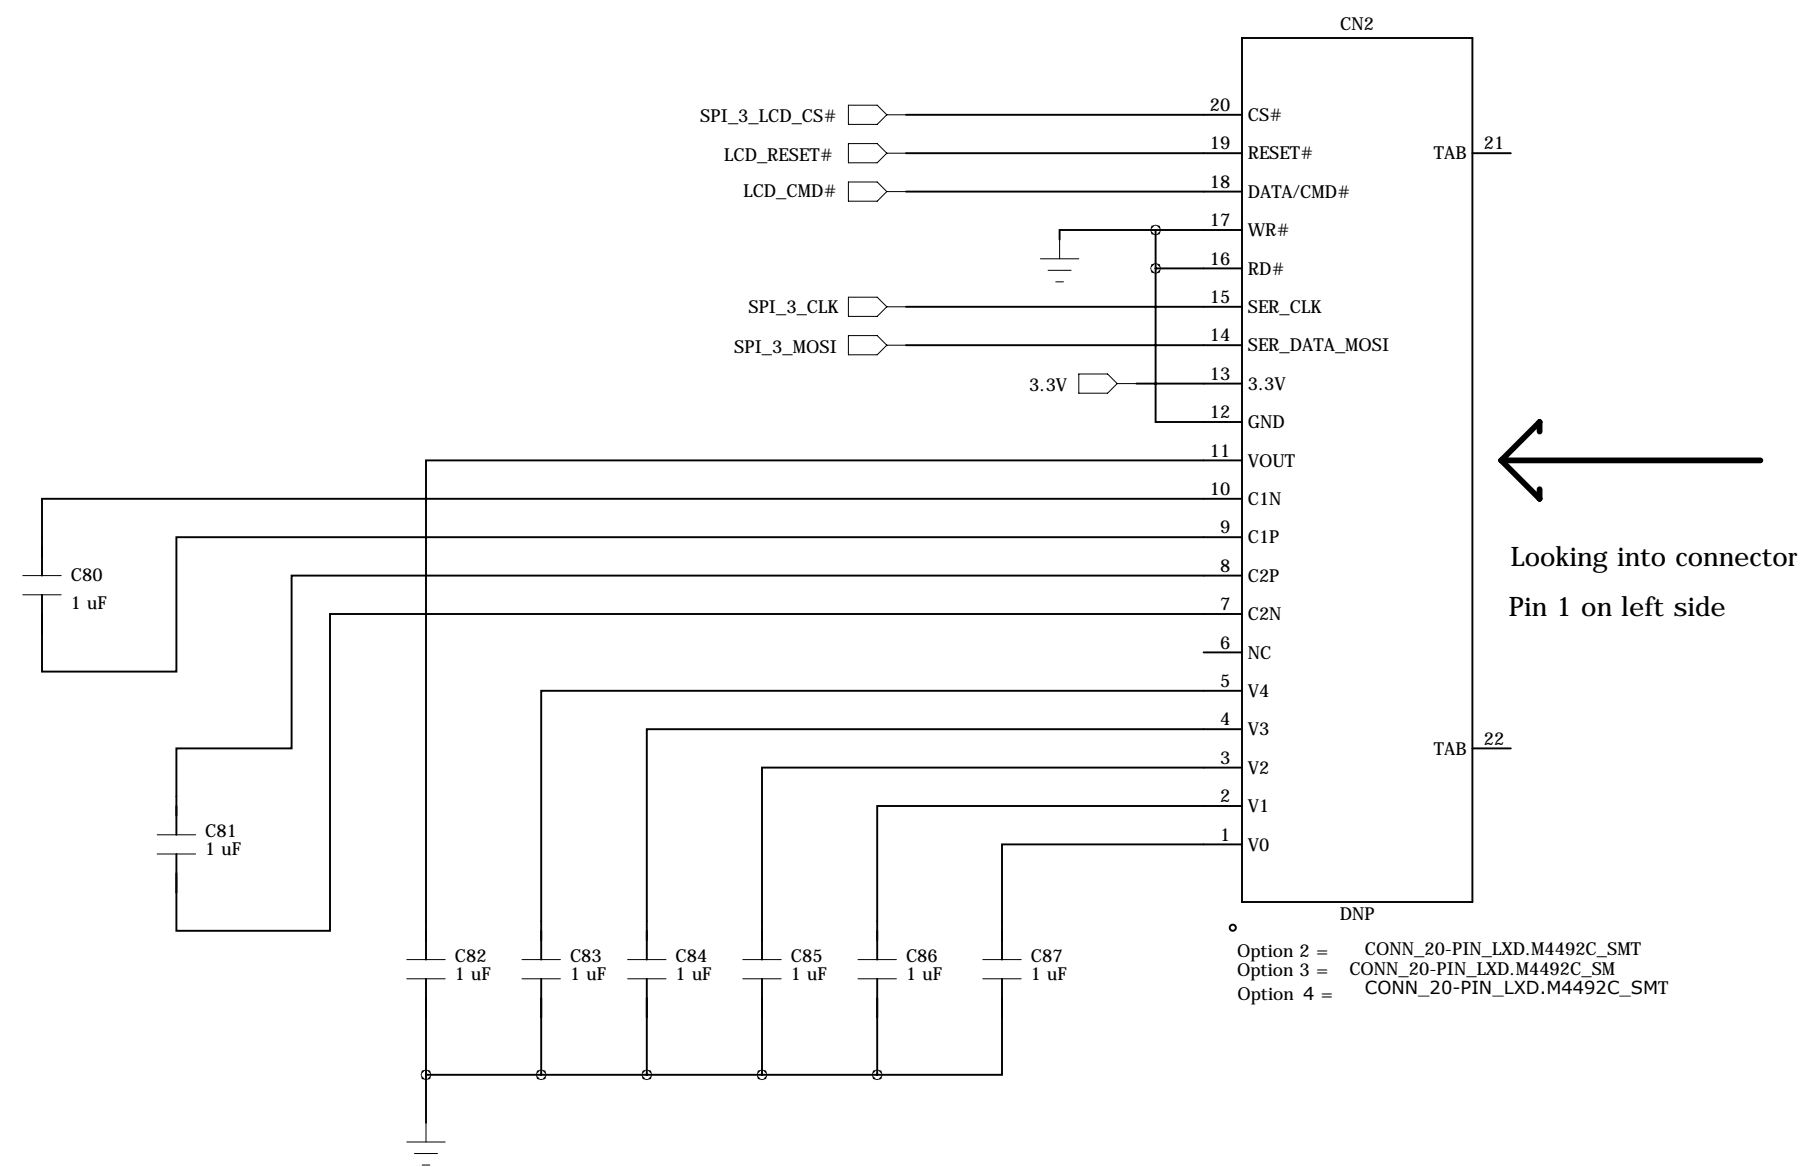 CN2
SPI_3_LCD_CS# 20 CS#
LCD_RESET# 19 RESET# TAB 21
LCD_CMD# 18 DATA/CMD#
17 WR#
16 RD#
SPI_3_CLK 15 SER_CLK
SPI_3_MOSI 14 SER_DATA_MOSI
3.3V 13 3.3V
12 GND
11 VOUT
10 C1N
9 C1P
Looking into connector
C80 8 C2P
1 uF
7 C2N
Pin 1 on left side
6 NC
5 V4
4 V3
TAB 22
3 V2
2 V1
C81 1 V0
1 uF
DNP
C82 C83 C84 C85 C86 C87
1 uF 1 uF 1 uF 1 uF 1 uF 1 uF
Option 2 = CONN_20-PIN_LXD.M4492C_SMT
Option 3 = CONN_20-PIN_LXD.M4492C_SM
Option 4 = CONN_20-PIN_LXD.M4492C_SMT